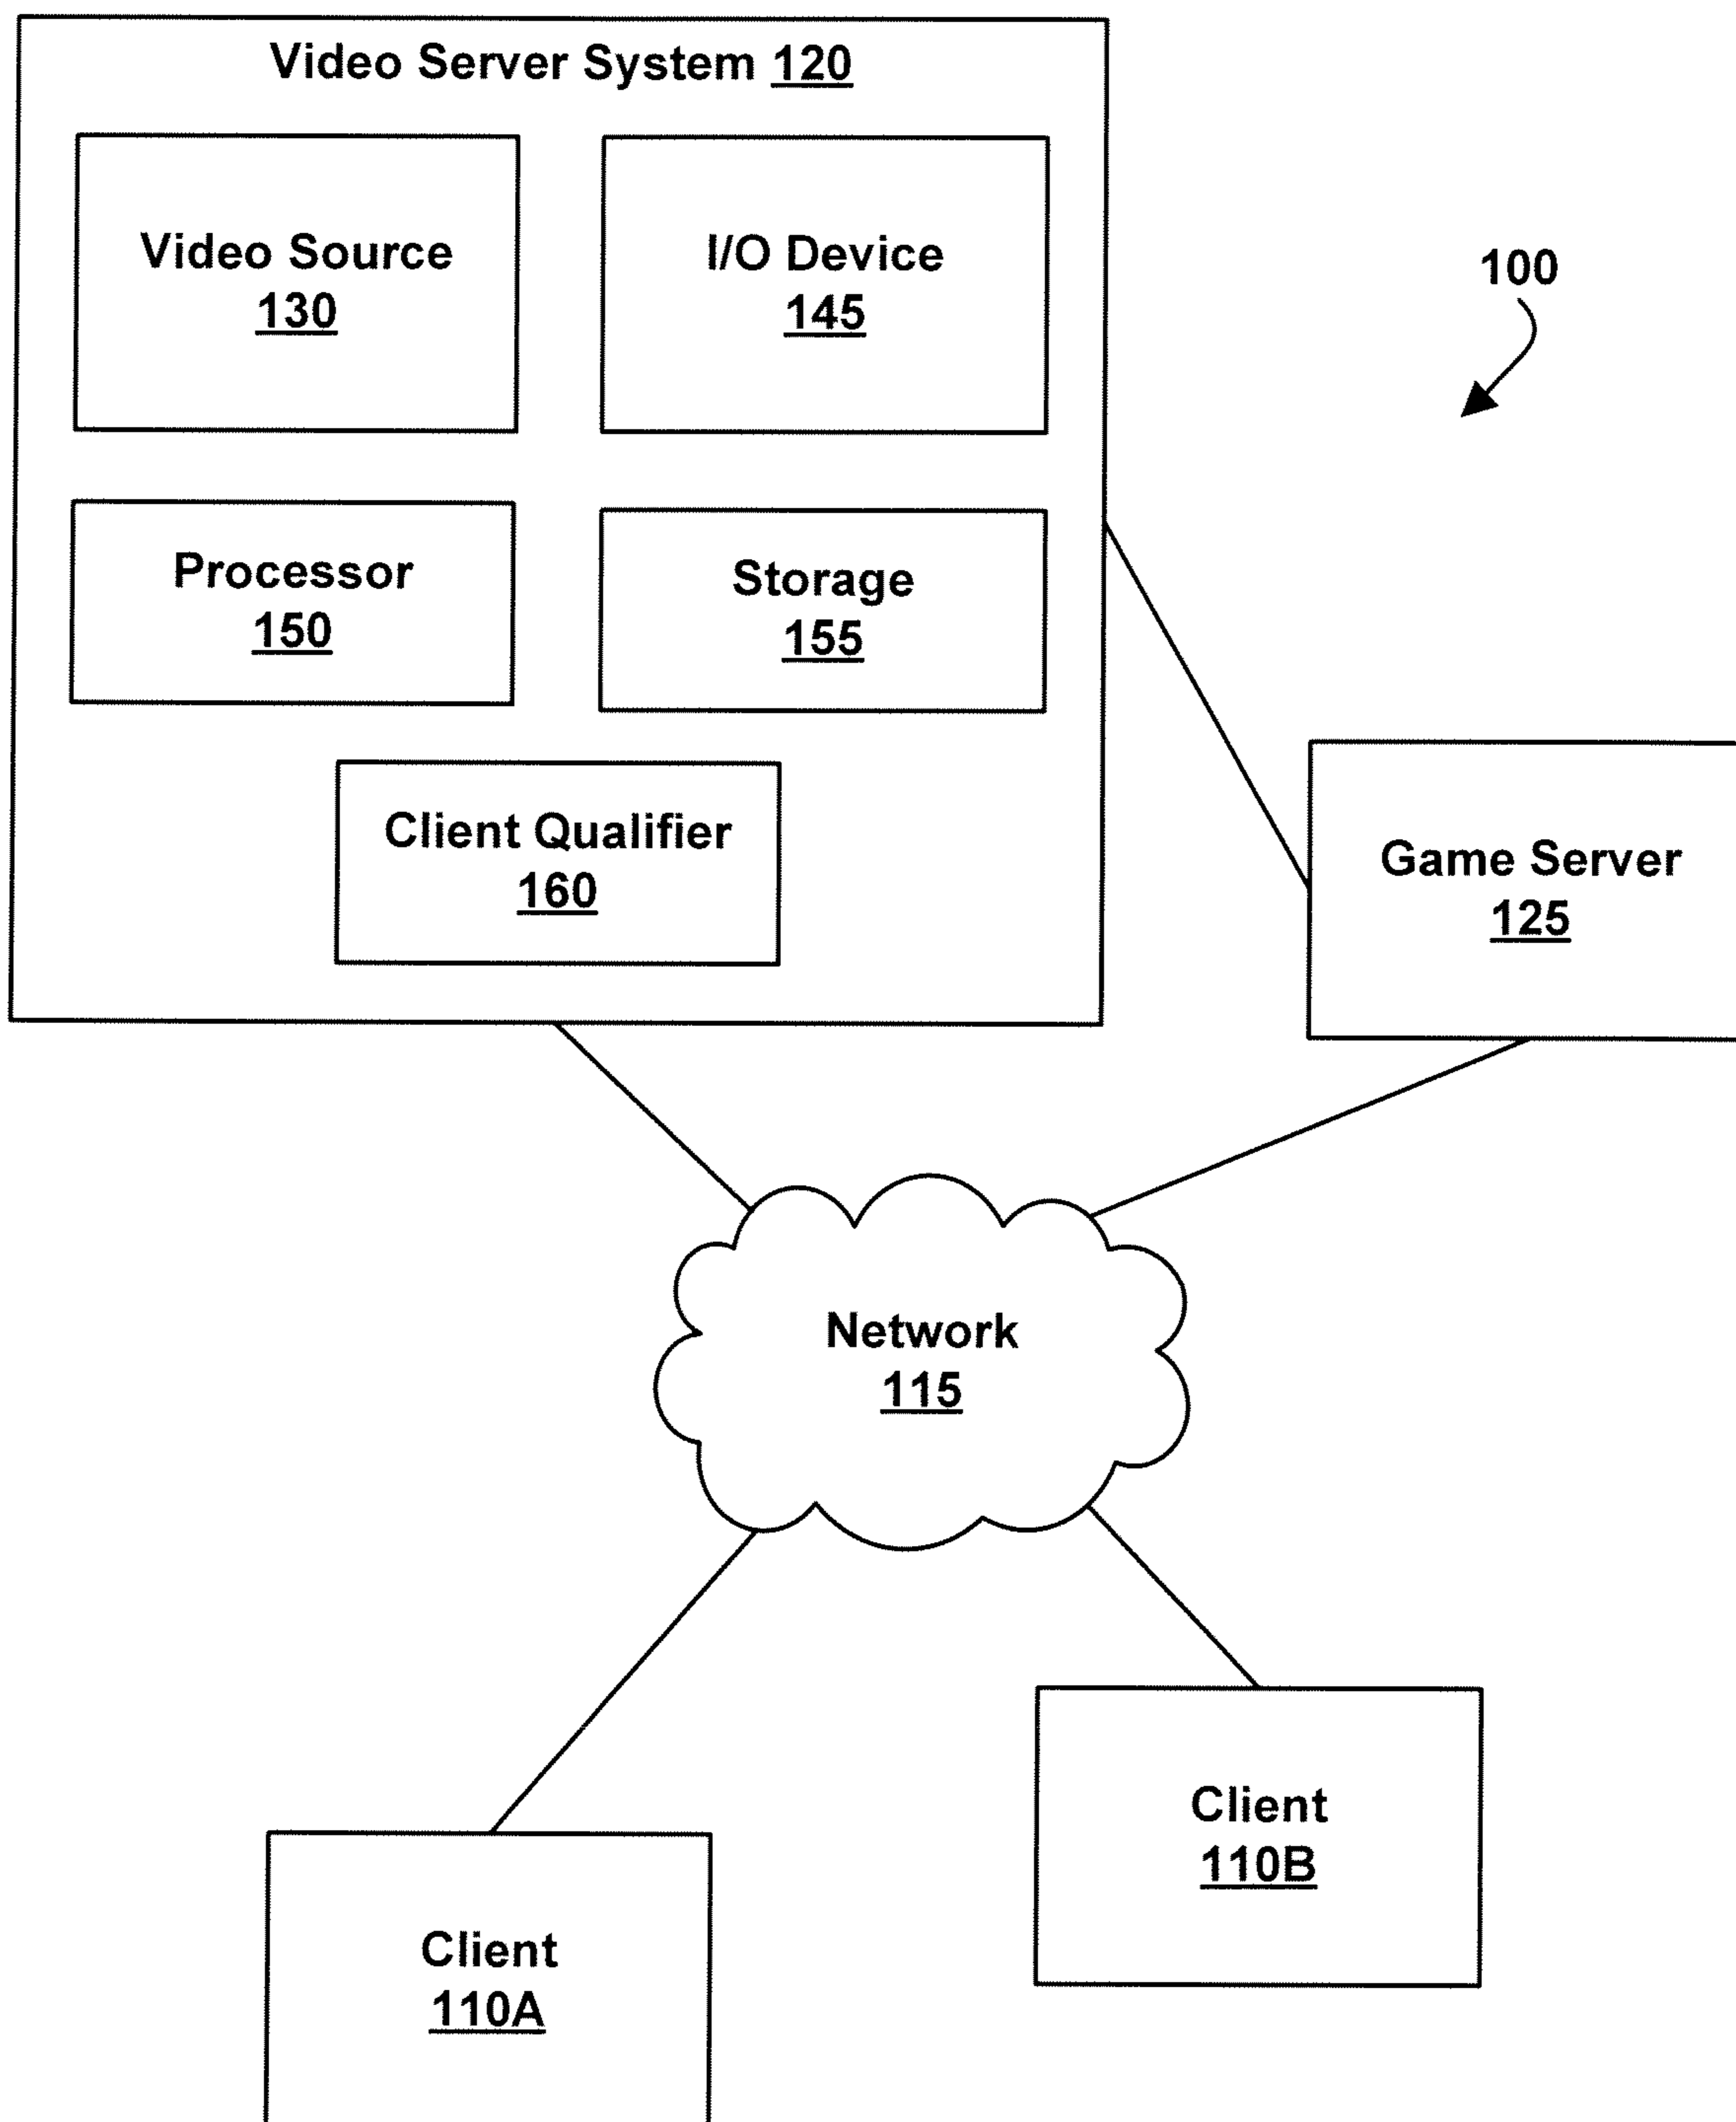 Video Server System 120
Video Source
130
I/O Device
145
100
Processor
150
Storage
155
Client Qualifier
160
Game Server
125
Network
115
Client
110B
Client
110A